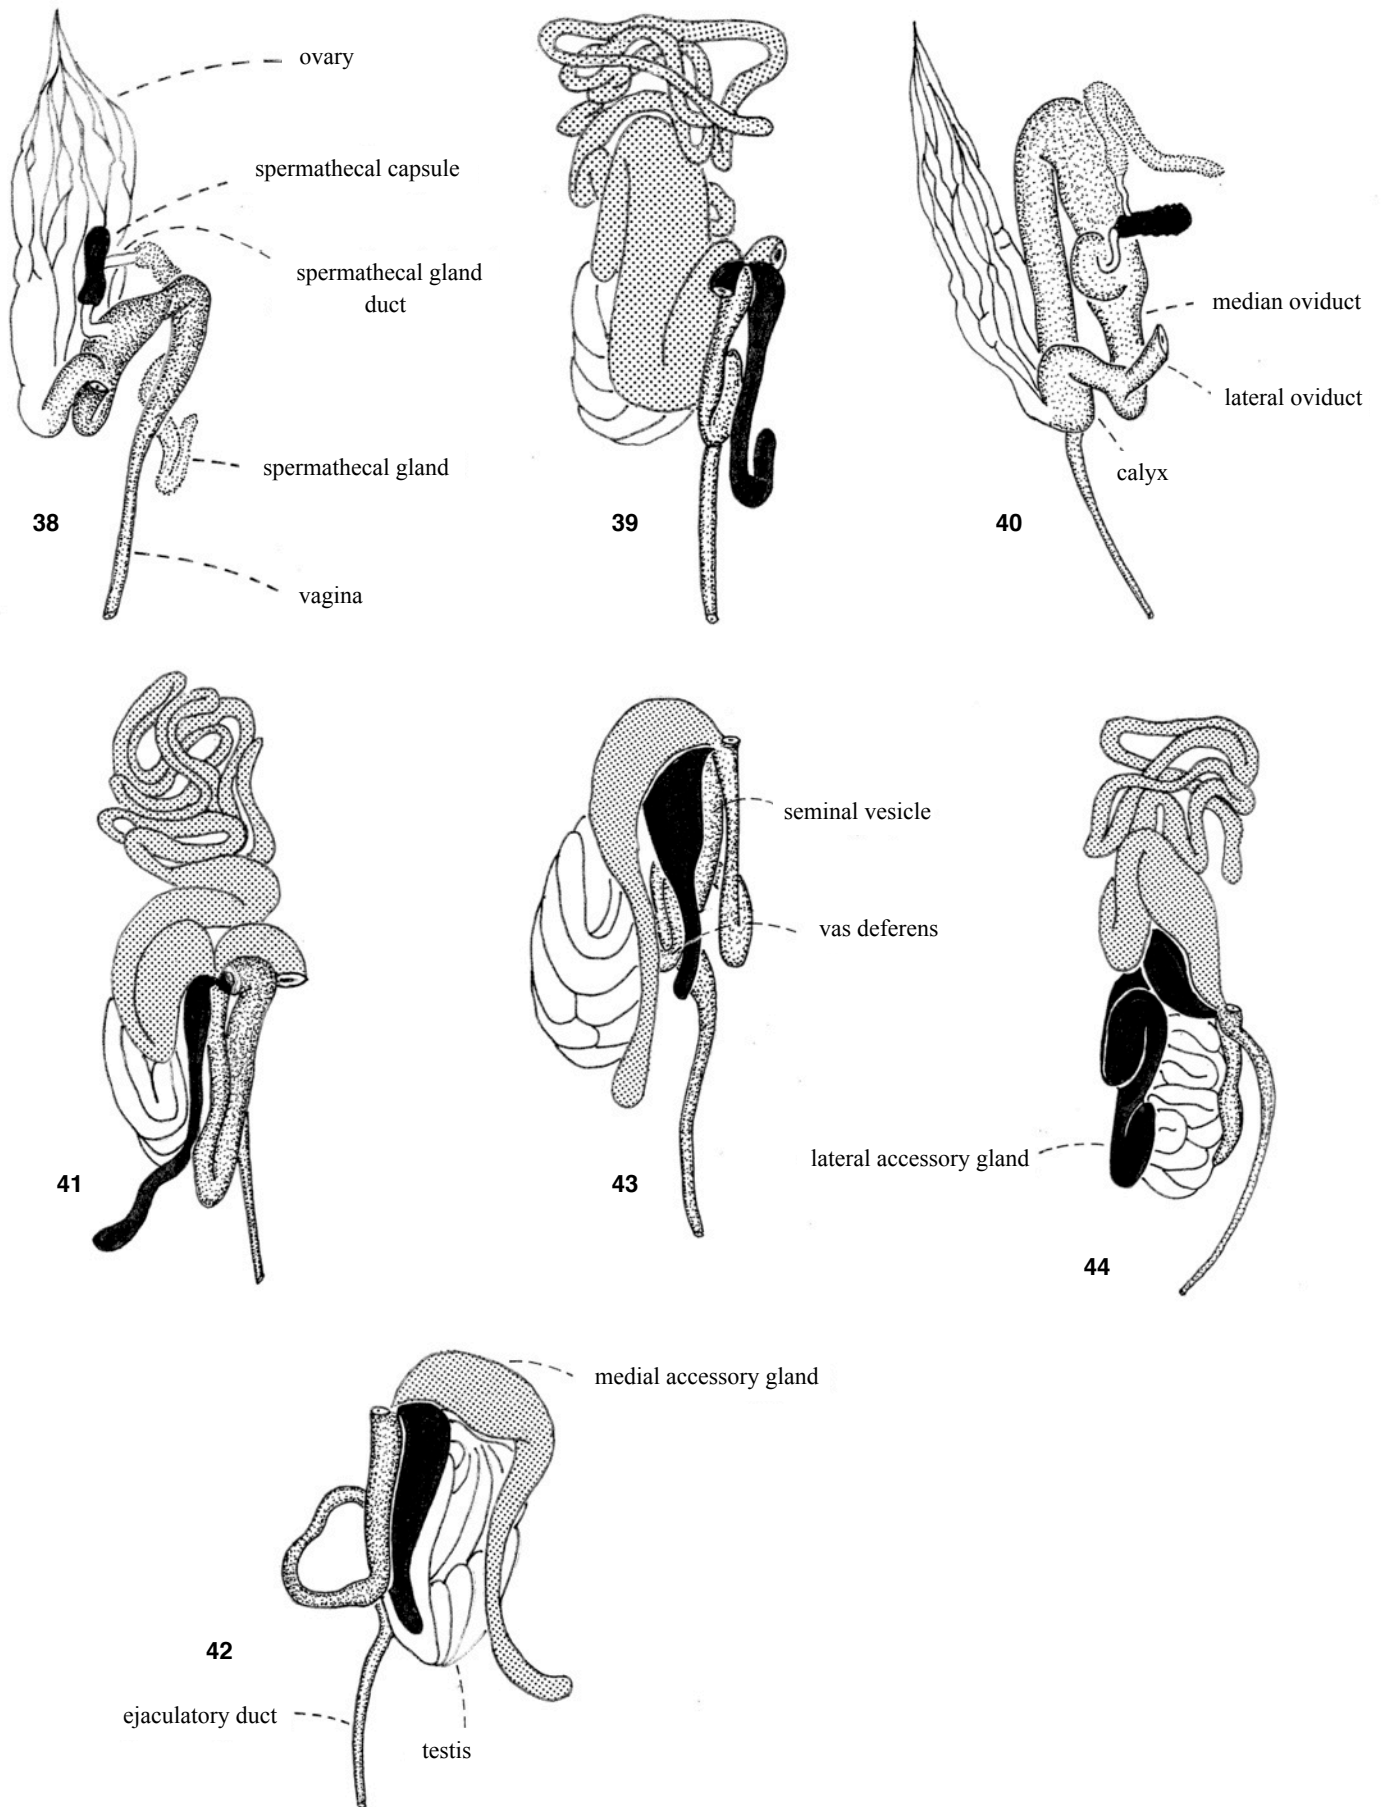 ovary
spermathecal capsule
spermathecal gland
duct
spermathecal gland
vagina
38
39
median oviduct
lateral oviduct
calyx
40
41
seminal vesicle
vas deferens
43
lateral accessory gland
44
medial accessory gland
42
ejaculatory duct
testis